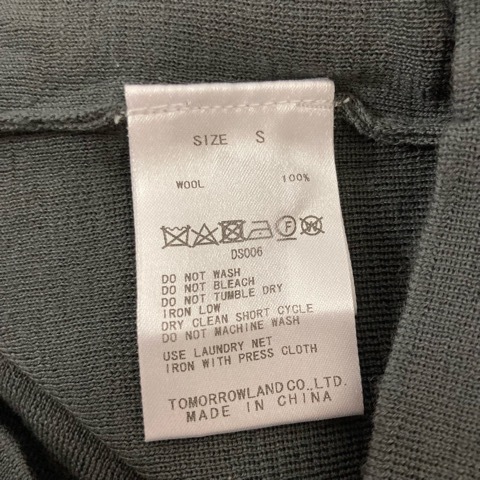 SIZE S
WOOL 100%
F W
DS006
DO NOT WASH
DO NOT BLEACH
DO NOT TUMBLE DRY
IRON LOW
DRY CLEAN SHORT CYCLE
DO NOT MACHINE WASH
USE LAUNDRY NET
IRON WITH PRESS CLOTH
TOMORROWLAND CO., LTD.
MADE IN CHINA